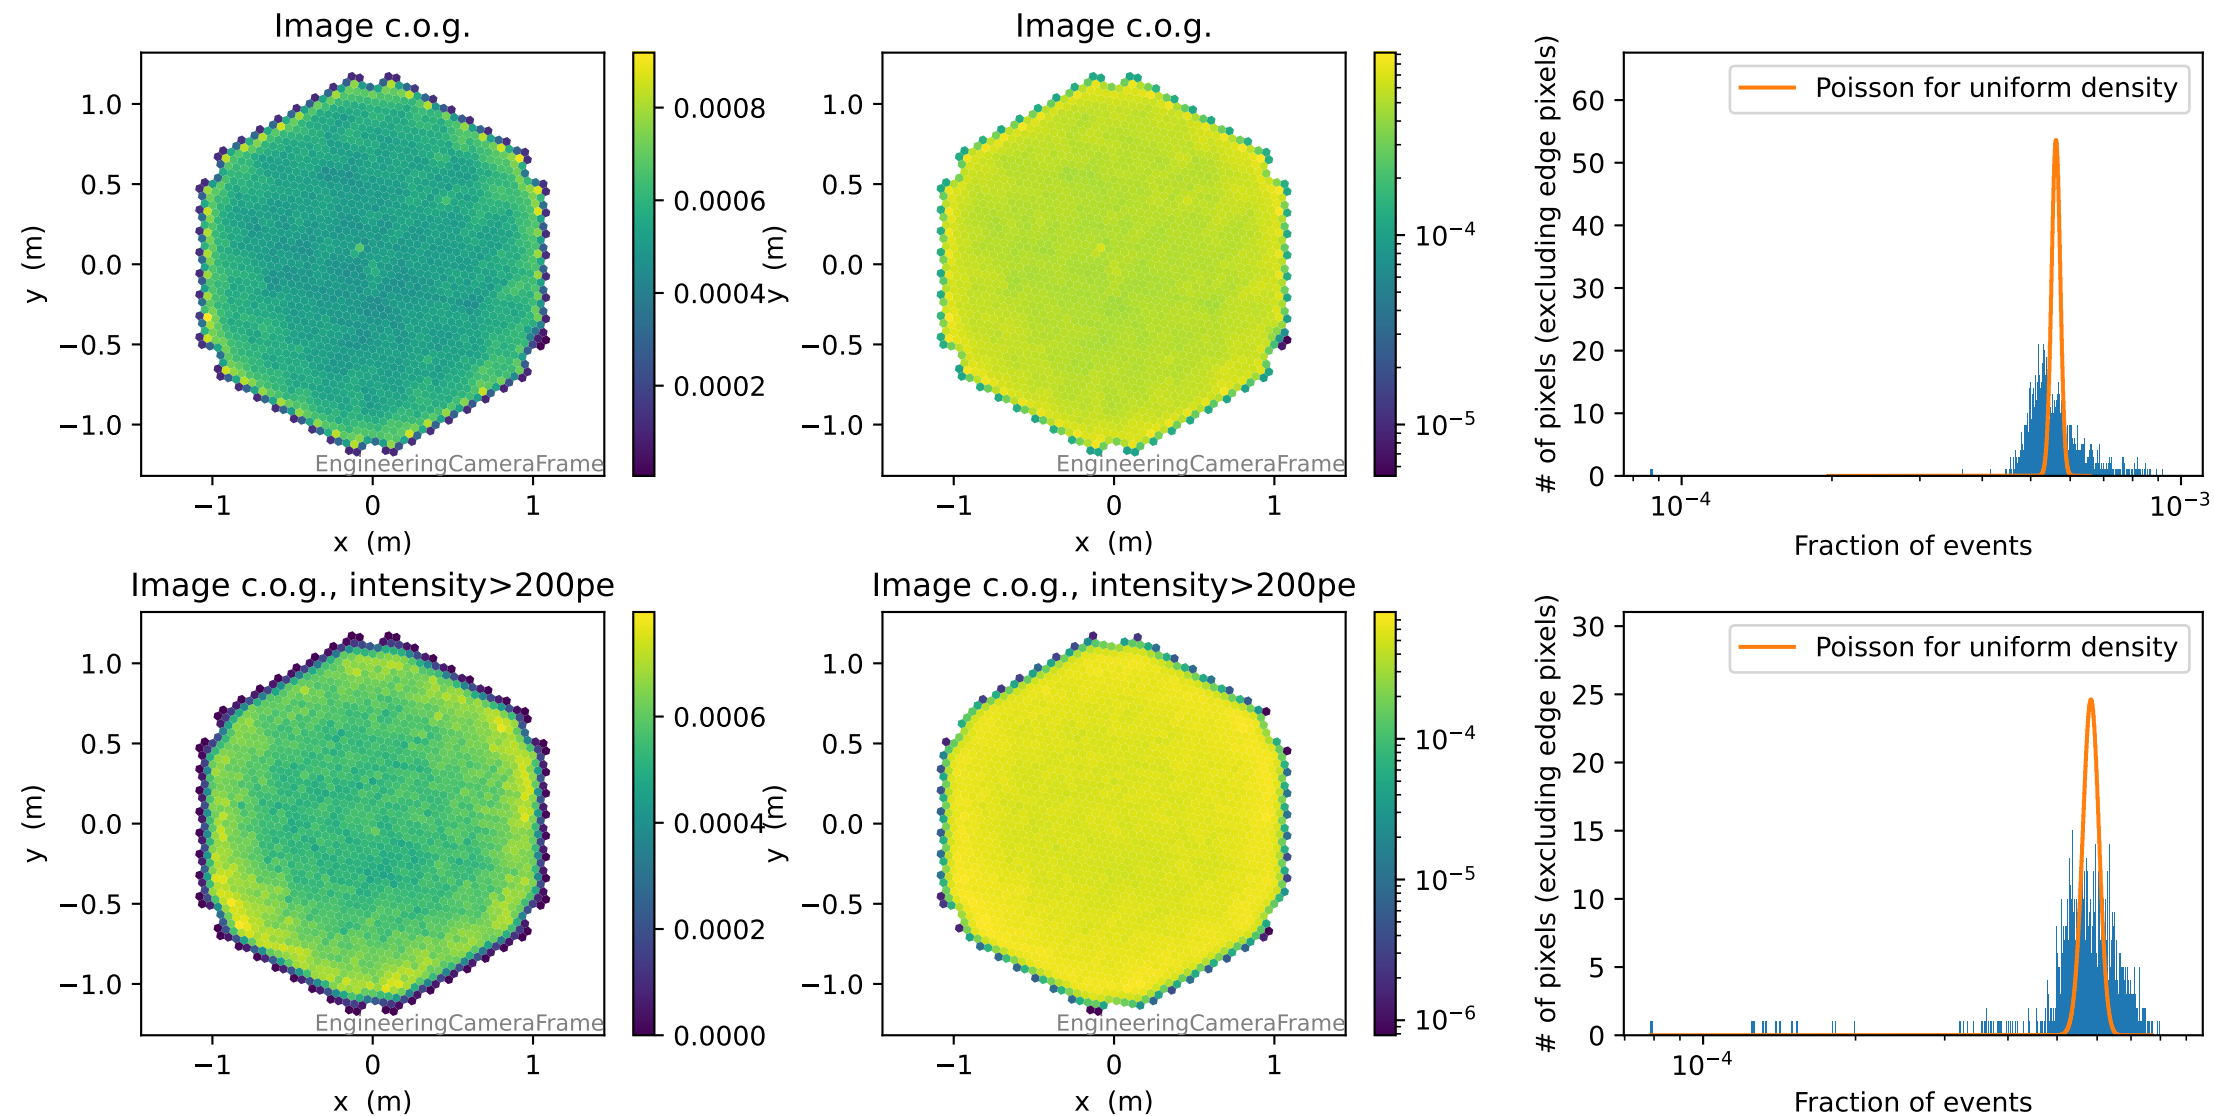 Image c.o.g.
1.0
0.5
0.0
−0.5
−1.0
y (m)
−1
0
1
x (m)
EngineeringCameraFrame
0.0008
0.0006
0.0004
0.0002
Image c.o.g.
1.0
0.5
0.0
−0.5
−1.0
y (m)
−1
0
1
x (m)
EngineeringCameraFrame
10⁻⁴
10⁻⁵
# of pixels (excluding edge pixels)
60
50
40
30
20
10
0
Poisson for uniform density
10⁻⁴
10⁻³
Fraction of events
Image c.o.g., intensity>200pe
1.0
0.5
0.0
−0.5
−1.0
y (m)
−1
0
1
x (m)
EngineeringCameraFrame
0.0006
0.0004
0.0002
0.0000
Image c.o.g., intensity>200pe
1.0
0.5
0.0
−0.5
−1.0
y (m)
−1
0
1
x (m)
EngineeringCameraFrame
10⁻⁴
10⁻⁵
10⁻⁶
# of pixels (excluding edge pixels)
30
25
20
15
10
5
0
Poisson for uniform density
10⁻⁴
Fraction of events